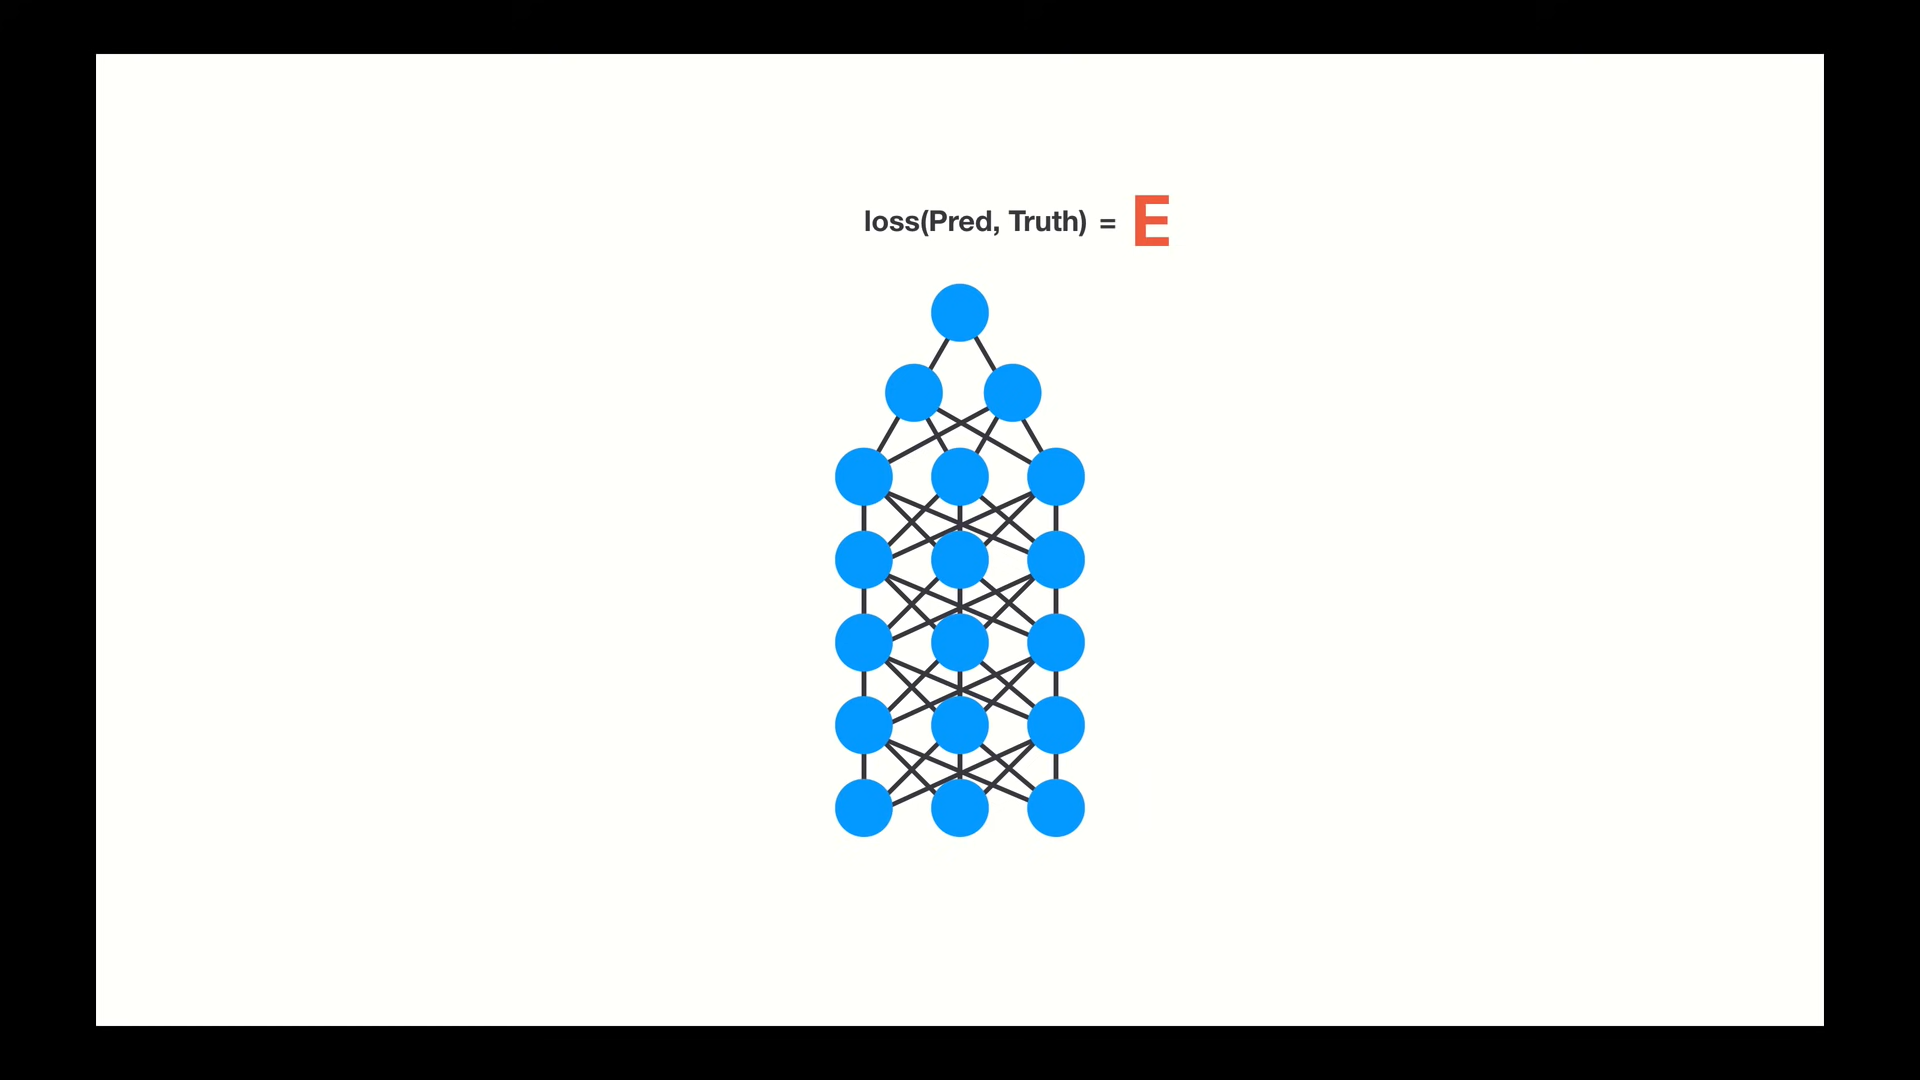 loss(Pred, Truth) = E